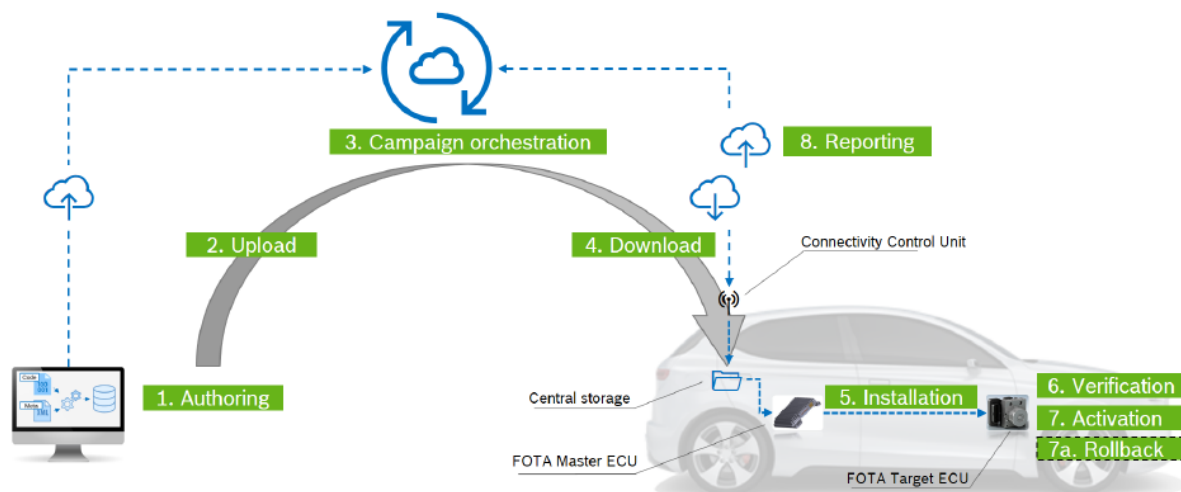 3. Campaign orchestration
8. Reporting
2. Upload
4. Download
Connectivity Control Unit
Code
1. Authoring
Central storage
5. Installation
6. Verification
7. Activation
7a. Rollback
FOTA Master ECU
FOTA Target ECU